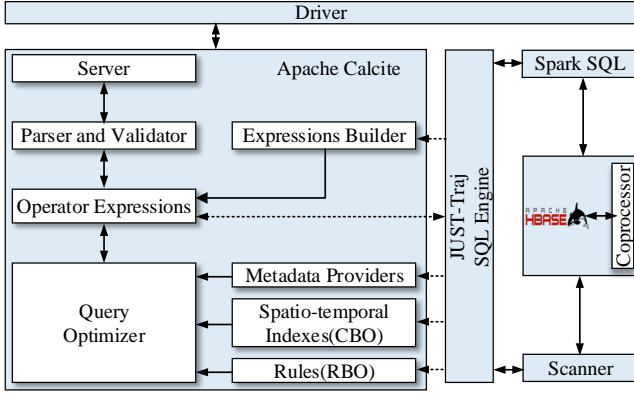 Driver
Server
Apache Calcite
Parser and Validator
Expressions Builder
Operator Expressions
Query
Optimizer
Metadata Providers
Spatio-temporal
Indexes(CBO)
Rules(RBO)
JUST-Traj
SQL Engine
Spark SQL
APACHE
HBASE
Coprocessor
Scanner